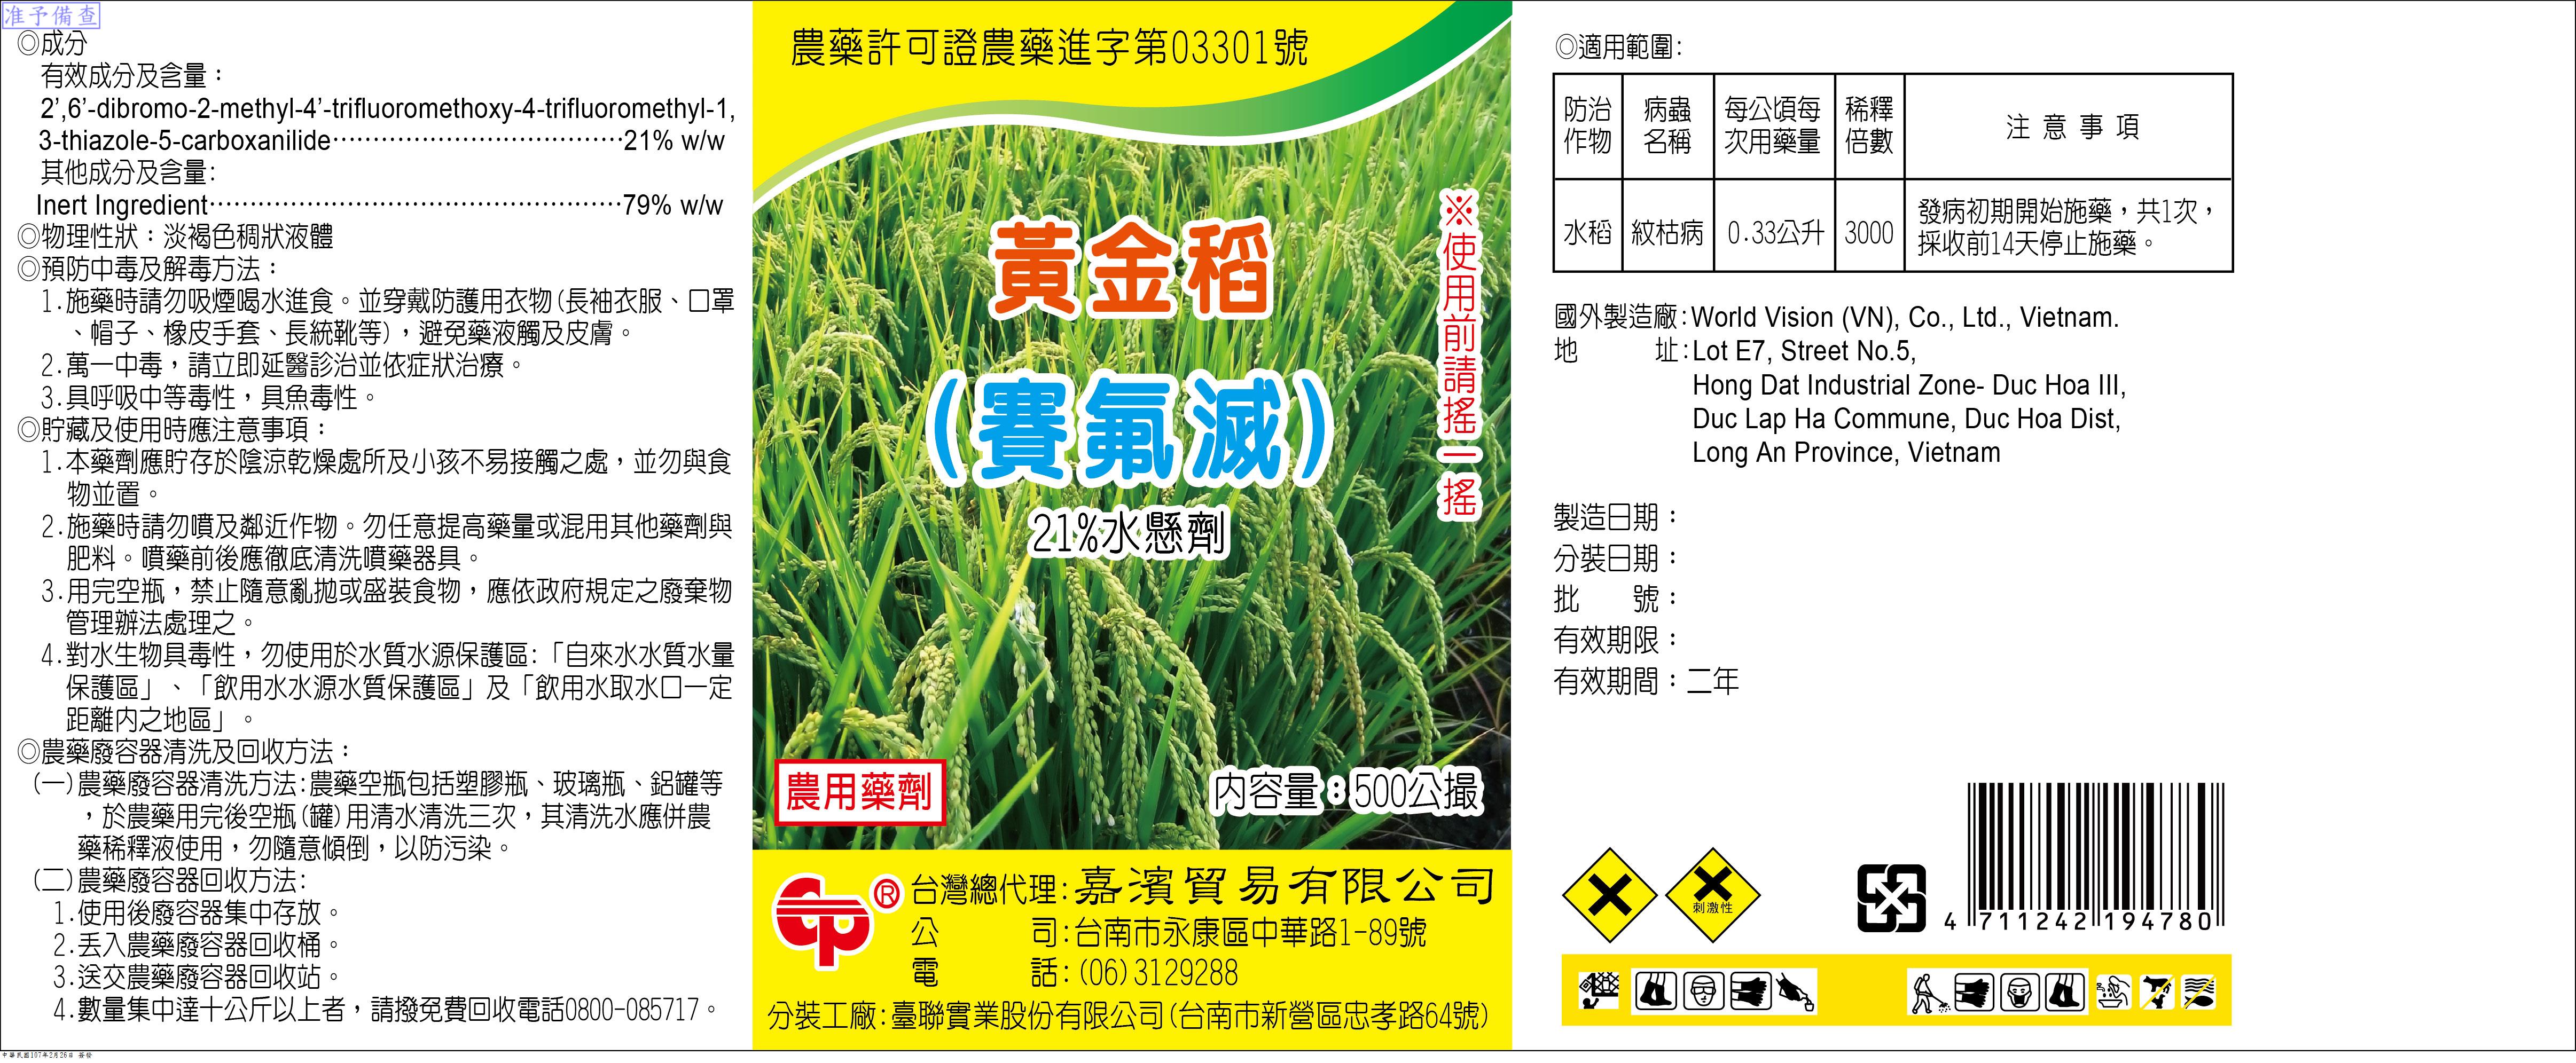 准予備查
◎成分
有效成分及含量：
2’,6’-dibromo-2-methyl-4’-trifluoromethoxy-4-trifluoromethyl-1,
3-thiazole-5-carboxanilide…………………………………21% w/w
其他成分及含量:
Inert Ingredient……………………………………………79% w/w
◎物理性狀：淡褐色稠狀液體
◎預防中毒及解毒方法：
1.施藥時請勿吸煙喝水進食。並穿戴防護用衣物(長袖衣服、口罩
、帽子、橡皮手套、長統靴等)，避免藥液觸及皮膚。
2.萬一中毒，請立即延醫診治並依症狀治療。
3.具呼吸中等毒性，具魚毒性。
◎貯藏及使用時應注意事項：
1.本藥劑應貯存於陰涼乾燥處所及小孩不易接觸之處，並勿與食
物並置。
2.施藥時請勿噴及鄰近作物。勿任意提高藥量或混用其他藥劑與
肥料。噴藥前後應徹底清洗噴藥器具。
3.用完空瓶，禁止隨意亂拋或盛裝食物，應依政府規定之廢棄物
管理辦法處理之。
4.對水生物具毒性，勿使用於水質水源保護區:「自來水水質水量
保護區」、「飲用水水源水質保護區」及「飲用水取水口一定
距離內之地區」。
◎農藥廢容器清洗及回收方法：
(一)農藥廢容器清洗方法:農藥空瓶包括塑膠瓶、玻璃瓶、鋁罐等
，於農藥用完後空瓶(罐)用清水清洗三次，其清洗水應併農
藥稀釋液使用，勿隨意傾倒，以防污染。
(二)農藥廢容器回收方法:
1.使用後廢容器集中存放。
2.丟入農藥廢容器回收桶。
3.送交農藥廢容器回收站。
4.數量集中達十公斤以上者，請撥免費回收電話0800-085717。
中華民國107年2月26日 簽發
農藥許可證農藥進字第03301號
黃金稻
(賽氟滅)
21%水懸劑
※使用前請搖一搖
農用藥劑
內容量：500公撮
CP®
台灣總代理:嘉濱貿易有限公司
公 司:台南市永康區中華路1-89號
電 話:(06)3129288
分裝工廠:臺聯實業股份有限公司(台南市新營區忠孝路64號)
◎適用範圍:
防治作物 病蟲名稱 每公頃每次用藥量 稀釋倍數 注意事項
水稻 紋枯病 0.33公升 3000 發病初期開始施藥，共1次，
採收前14天停止施藥。
國外製造廠:World Vision (VN), Co., Ltd., Vietnam.
地 址:Lot E7, Street No.5,
Hong Dat Industrial Zone- Duc Hoa III,
Duc Lap Ha Commune, Duc Hoa Dist,
Long An Province, Vietnam
製造日期：
分裝日期：
批 號：
有效期限：
有效期間：二年
刺激性
4 711242 194780